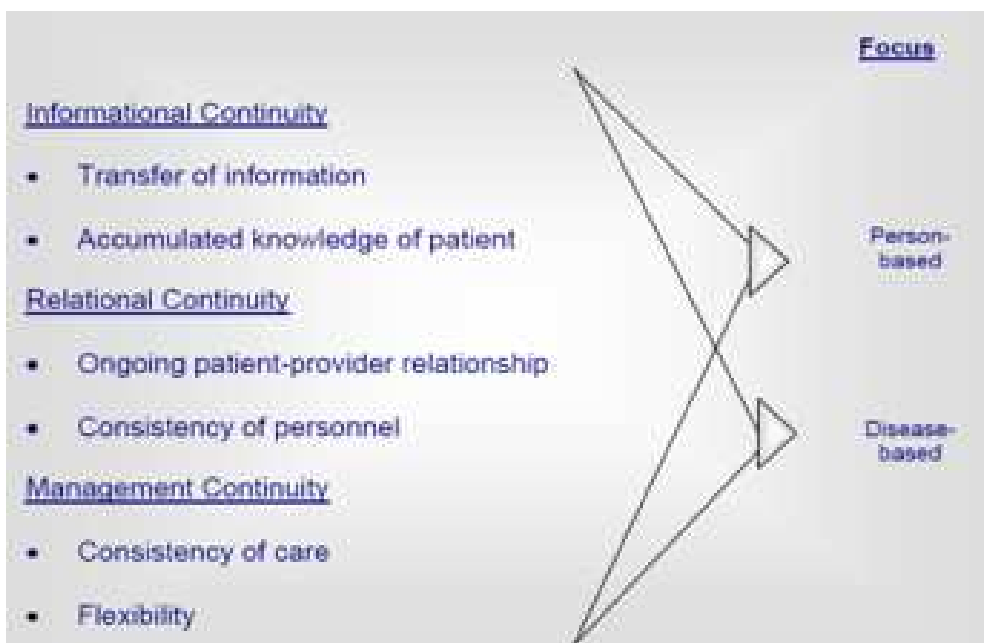 Focus
Informational Continuity
• Transfer of information
• Accumulated knowledge of patient
Relational Continuity
• Ongoing patient-provider relationship
• Consistency of personnel
Management Continuity
• Consistency of care
• Flexibility
Person-
based
Disease-
based